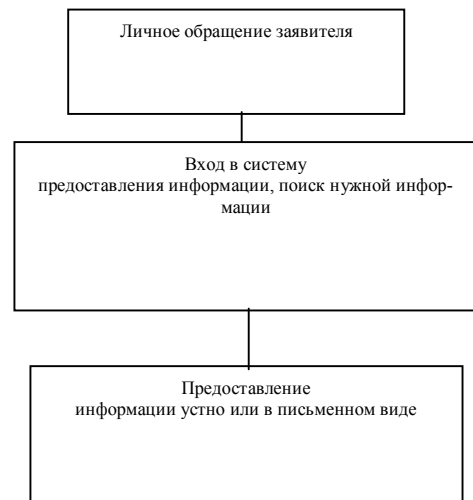 Личное обращение заявителя
Вход в систему
предоставления информации, поиск нужной инфор-
мации
Предоставление
информации устно или в письменном виде